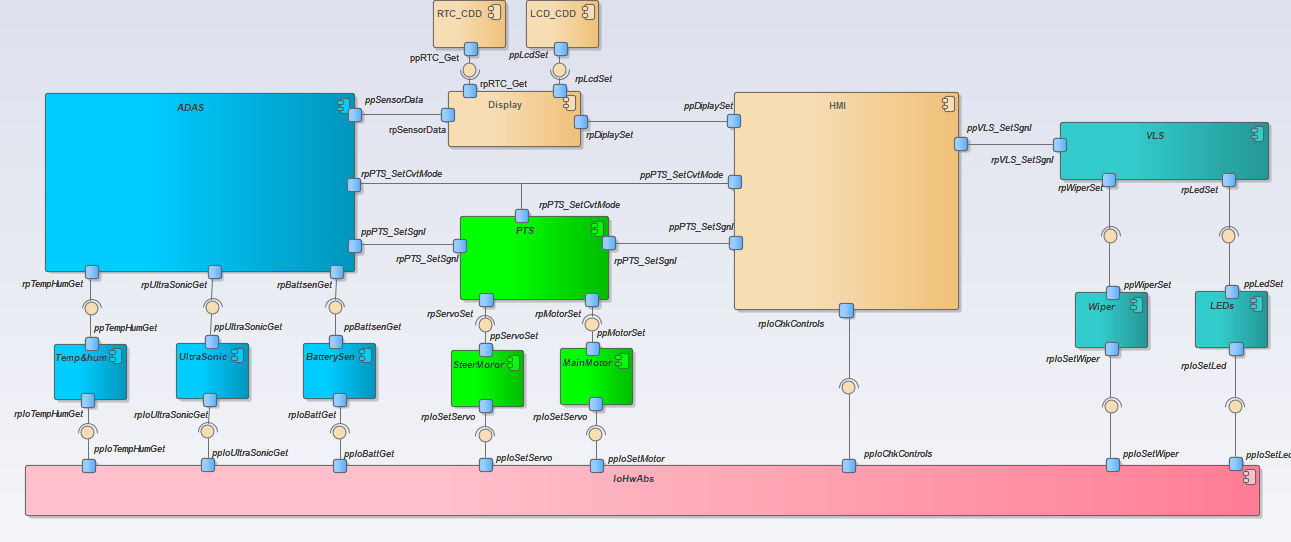 RTC_CDD
LCD_CDD
ppRTC_Get
ppLcdSet
rpRTC_Get
rpLcdSet
ADAS
ppSensorData
rpSensorData
Display
rpDiplaySet
ppDiplaySet
HMI
ppVLS_SetSgnl
rpVLS_SetSgnl
VLS
rpPTS_SetCvtMode
ppPTS_SetCvtMode
rpPTS_SetCvtMode
rpWiperSet
rpLedSet
ppPTS_SetSgnl
rpPTS_SetSgnl
PTS
ppPTS_SetSgnl
rpPTS_SetSgnl
rpTempHumGet
rpUltraSonicGet
rpBattsenGet
rpServoSet
rpMotorSet
rpIoChkControls
ppWiperSet
ppLedSet
Wiper
LEDs
ppTempHumGet
ppUltraSonicGet
ppBattsenGet
ppServoSet
ppMotorSet
Temp&hum
UltraSonic
BatterySen
SteerMoror
MainMotor
rpIoSetWiper
rpIoSetLed
rpIoTempHumGet
rpIoUltraSonicGet
rpIoBattGet
rpIoSetServo
rpIoSetServo
ppIoTempHumGet
ppIoUltraSonicGet
ppIoBattGet
ppIoSetServo
ppIoSetMotor
ppIoChkControls
ppIoSetWiper
ppIoSetLed
IoHwAbs